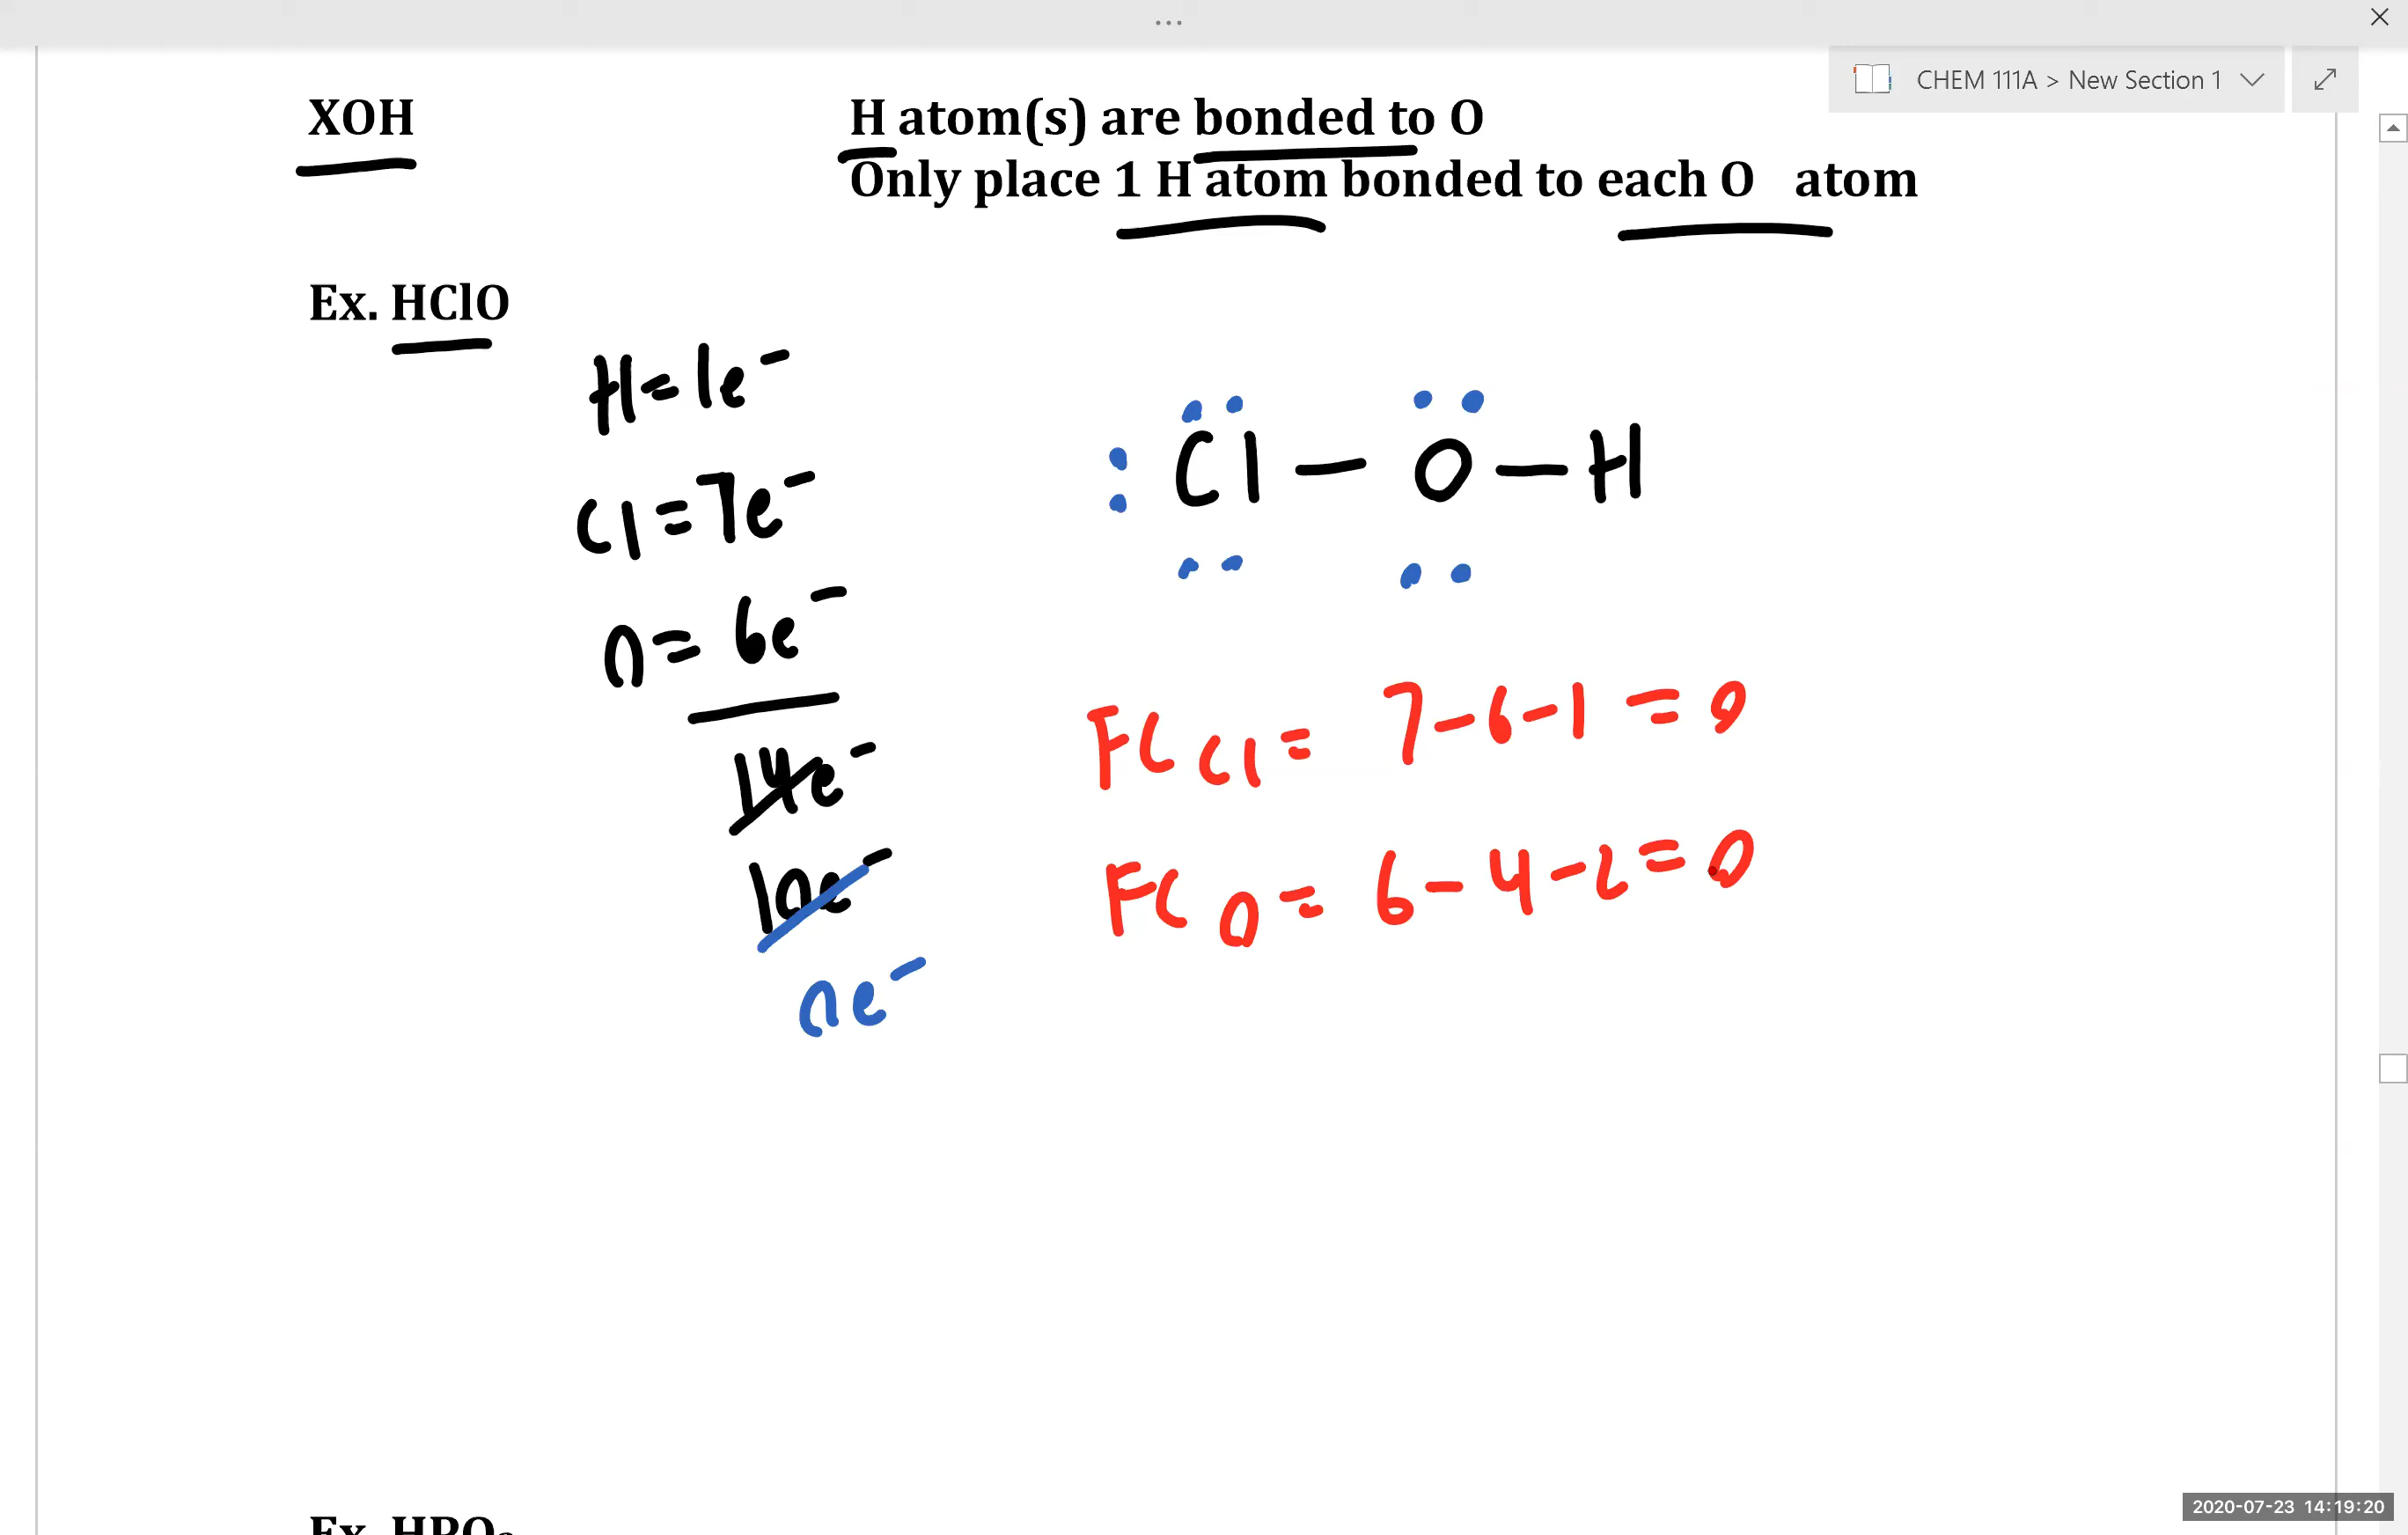 CHEM 111A > New Section 1
XOH
H atom(s) are bonded to O
Only place 1 H atom bonded to each O atom
Ex. HClO
H = 1e⁻
Cl = 7e⁻
O = 6e⁻
14e⁻
10e⁻
0e⁻
:Cl — O — H
FC Cl = 7 - 6 - 1 = 0
FC O = 6 - 4 - 2 = 0
2020-07-23 14:19:20